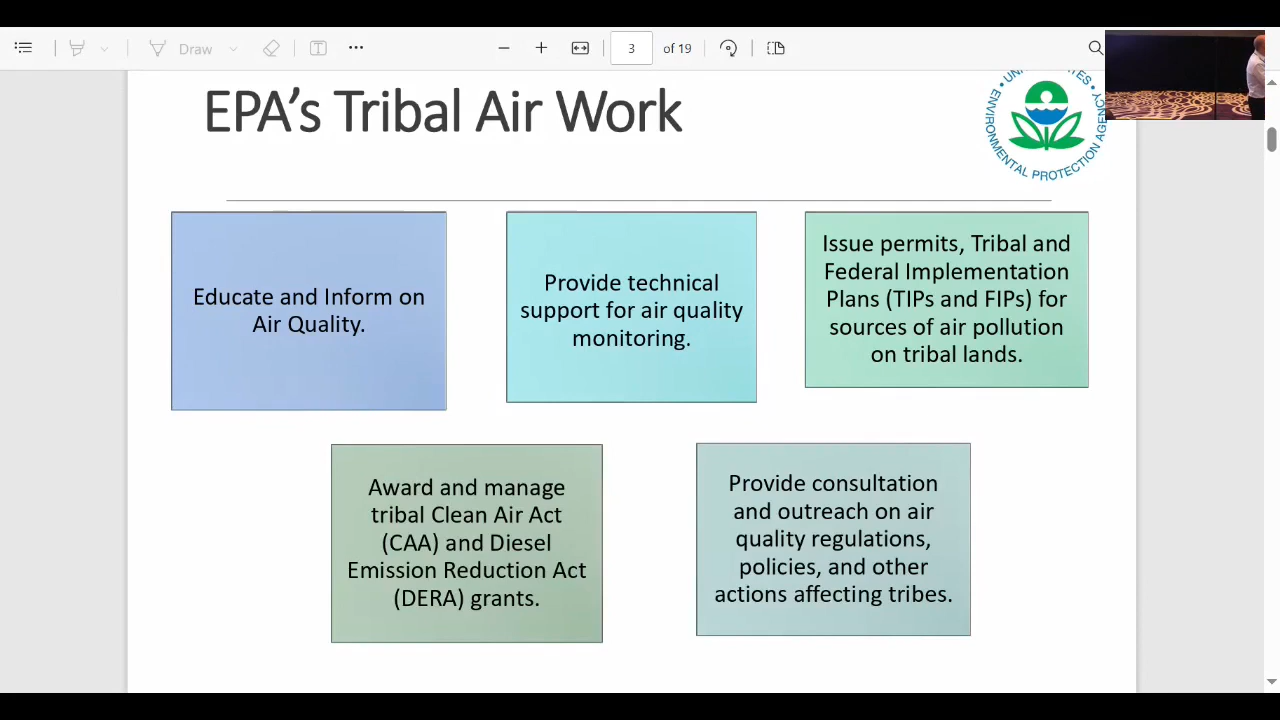 Draw
3
of 19
EPA's Tribal Air Work
ENVIRONMENTAL PROTECTION AGENCY
Educate and Inform on
Air Quality.
Provide technical
support for air quality
monitoring.
Issue permits, Tribal and
Federal Implementation
Plans (TIPs and FIPs) for
sources of air pollution
on tribal lands.
Award and manage
tribal Clean Air Act
(CAA) and Diesel
Emission Reduction Act
(DERA) grants.
Provide consultation
and outreach on air
quality regulations,
policies, and other
actions affecting tribes.